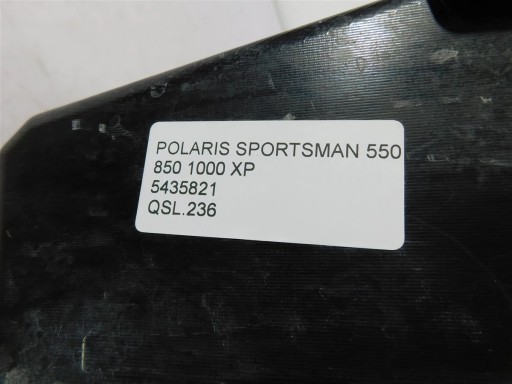 POLARIS SPORTSMAN 550
850 1000 XP
5435821
QSL.236